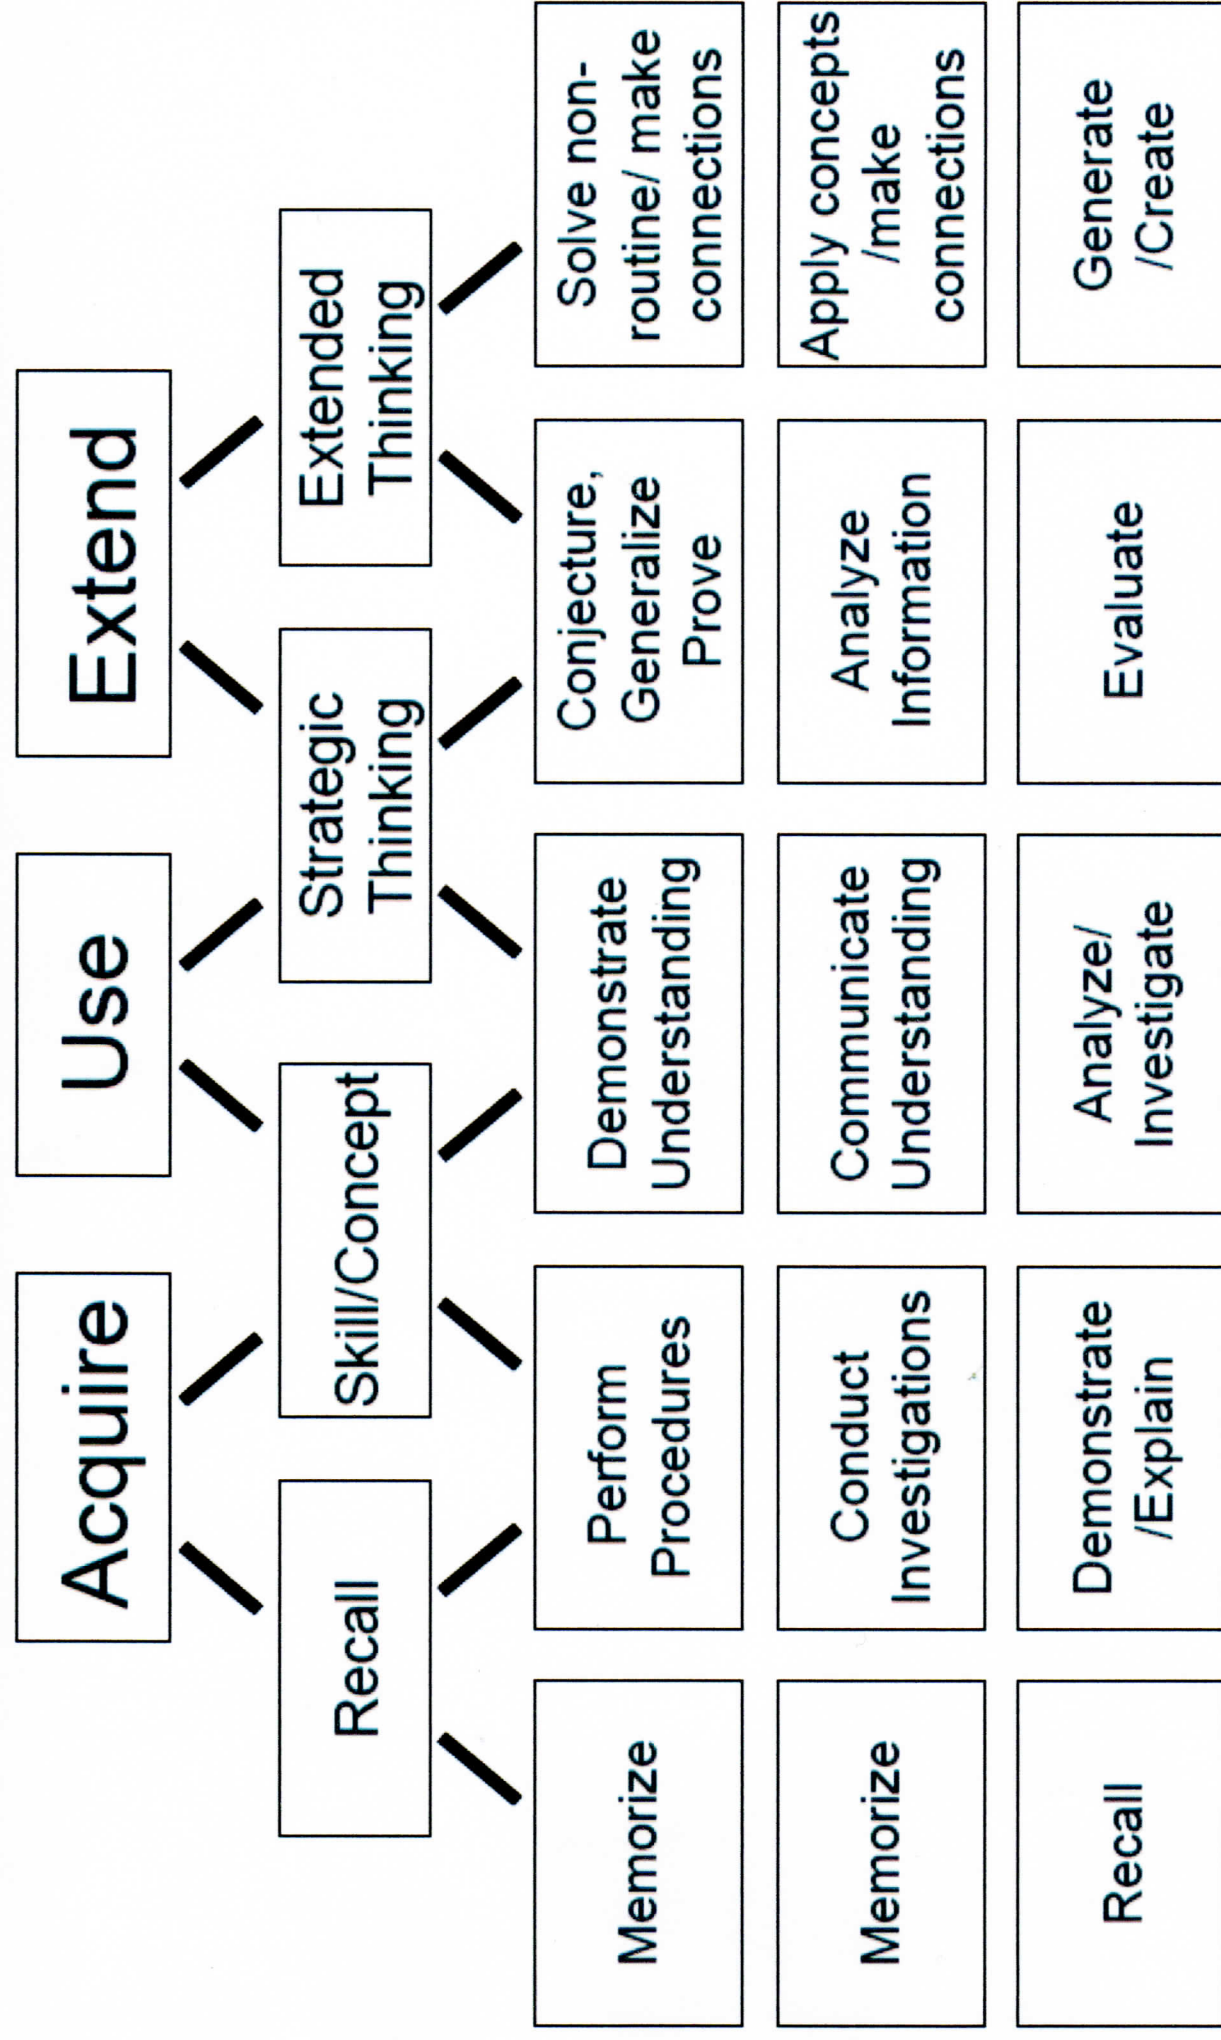 Acquire
Use
Extend
Recall
Skill/Concept
Strategic
Thinking
Extended
Thinking
Memorize
Perform
Procedures
Demonstrate
Understanding
Conjecture,
Generalize
Prove
Solve non-
routine/ make
connections
Memorize
Conduct
Investigations
Communicate
Understanding
Analyze
Information
Apply concepts
/make
connections
Recall
Demonstrate
/Explain
Analyze/
Investigate
Evaluate
Generate
/Create